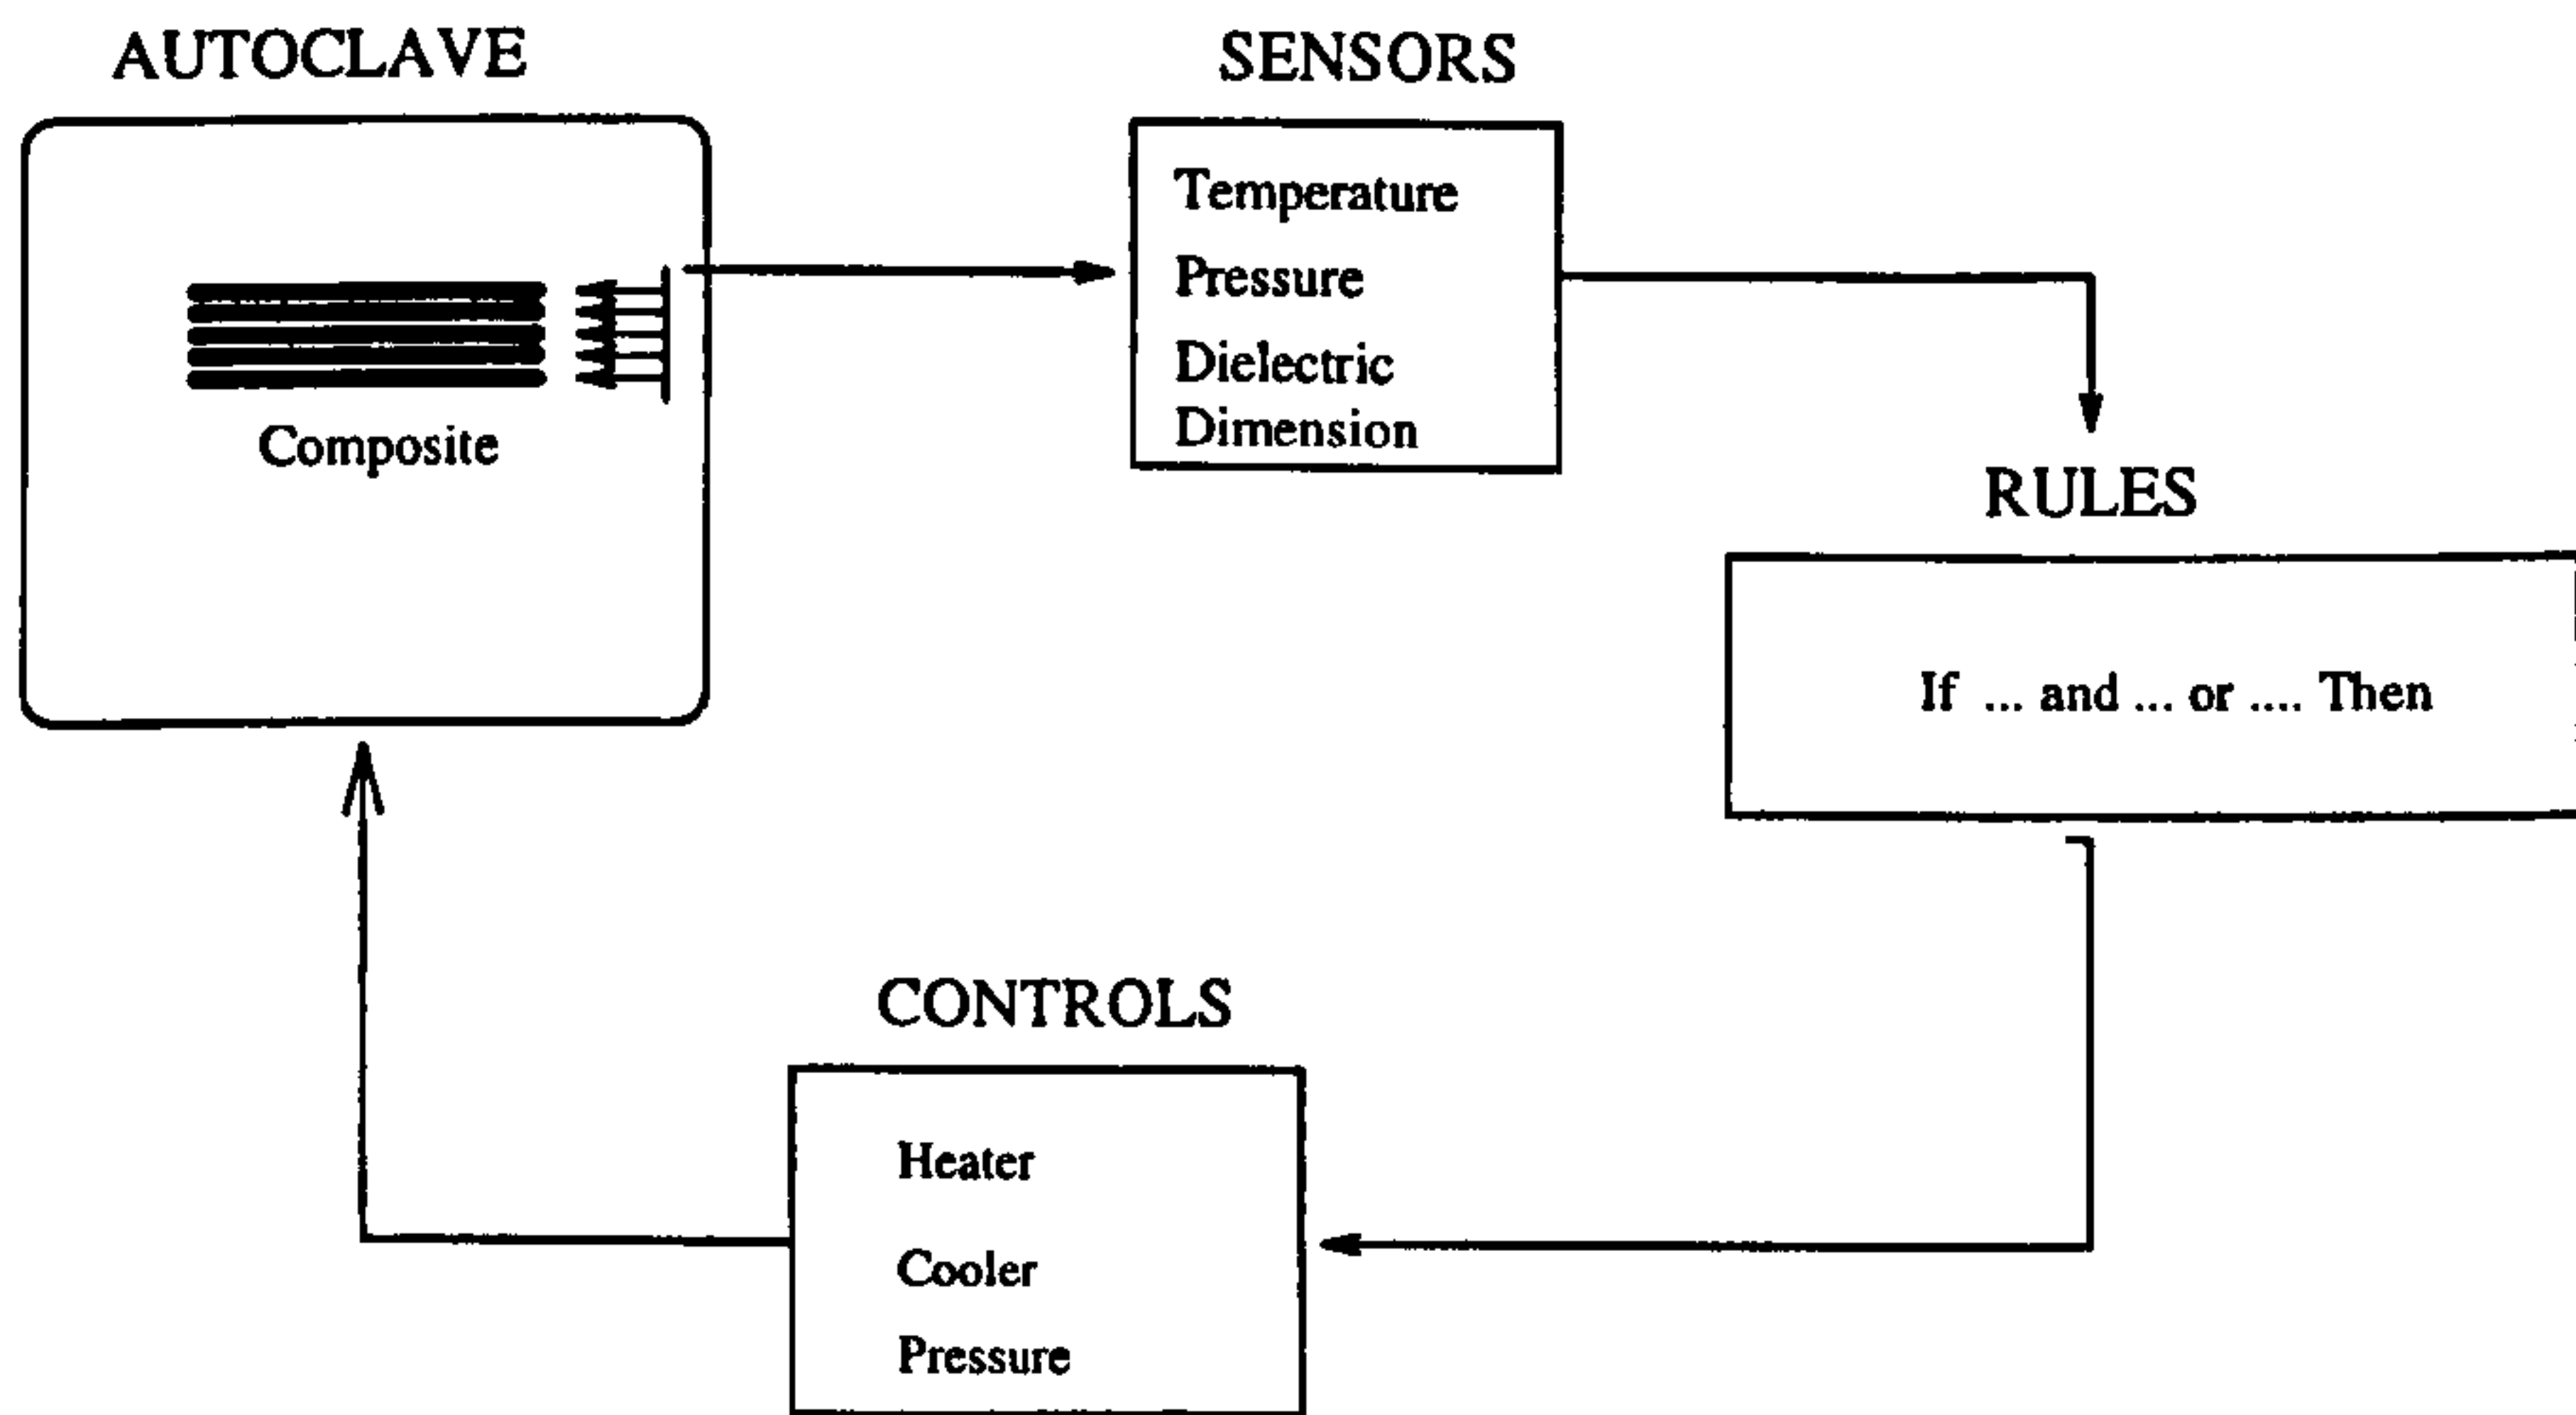 AUTOCLAVE
Composite
SENSORS
Temperature
Pressure
Dielectric
Dimension
RULES
If ... and ... or .... Then
CONTROLS
Heater
Cooler
Pressure